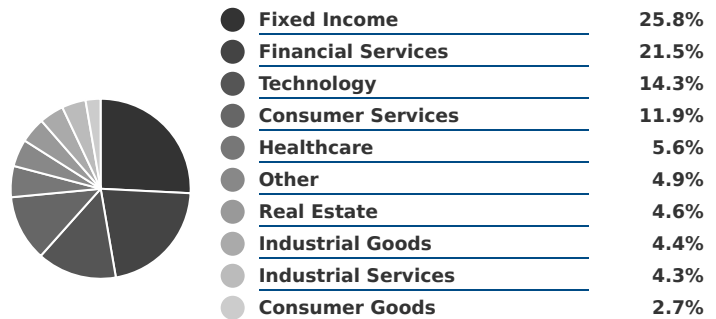 Fixed Income 25.8%
Financial Services 21.5%
Technology 14.3%
Consumer Services 11.9%
Healthcare 5.6%
Other 4.9%
Real Estate 4.6%
Industrial Goods 4.4%
Industrial Services 4.3%
Consumer Goods 2.7%